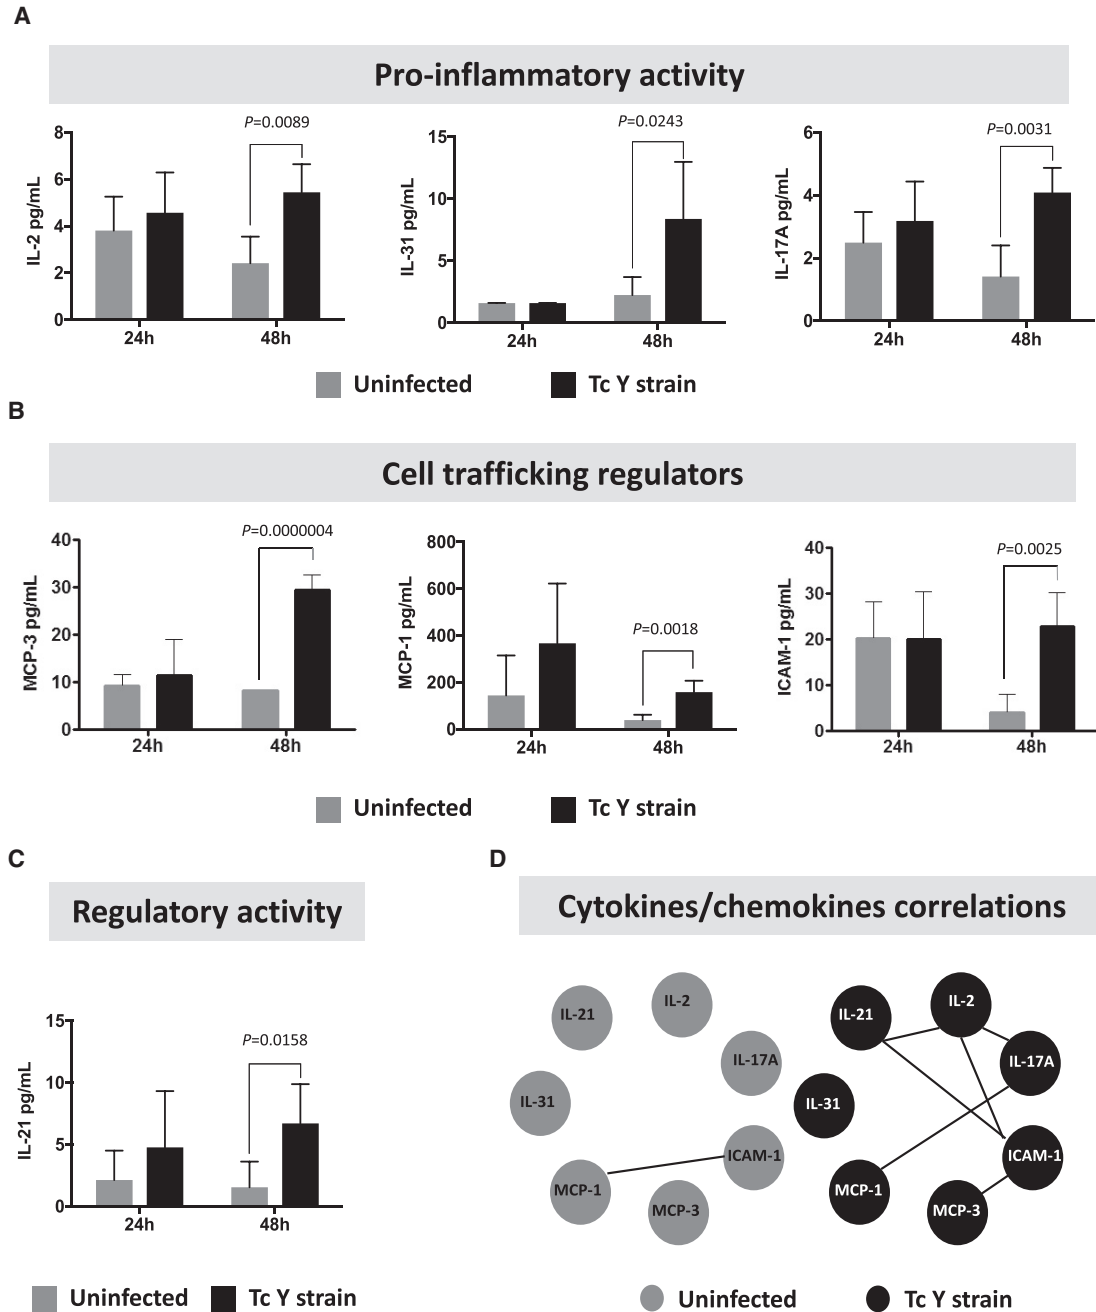 A
Pro-inflammatory activity
P=0.0089
8
6
4
2
0
IL-2 pg/mL
24h
48h
P=0.0243
15
10
5
0
IL-31 pg/mL
24h
48h
P=0.0031
6
4
2
0
IL-17A pg/mL
24h
48h
Uninfected
Tc Y strain
B
Cell trafficking regulators
P=0.0000004
40
30
20
10
0
MCP-3 pg/mL
24h
48h
P=0.0018
800
600
400
200
0
MCP-1 pg/mL
24h
48h
P=0.0025
40
30
20
10
0
ICAM-1 pg/mL
24h
48h
Uninfected
Tc Y strain
C
Regulatory activity
P=0.0158
15
10
5
0
IL-21 pg/mL
24h
48h
Uninfected
Tc Y strain
D
Cytokines/chemokines correlations
IL-21
IL-2
IL-17A
IL-31
ICAM-1
MCP-1
MCP-3
IL-21
IL-2
IL-17A
IL-31
ICAM-1
MCP-1
MCP-3
Uninfected
Tc Y strain